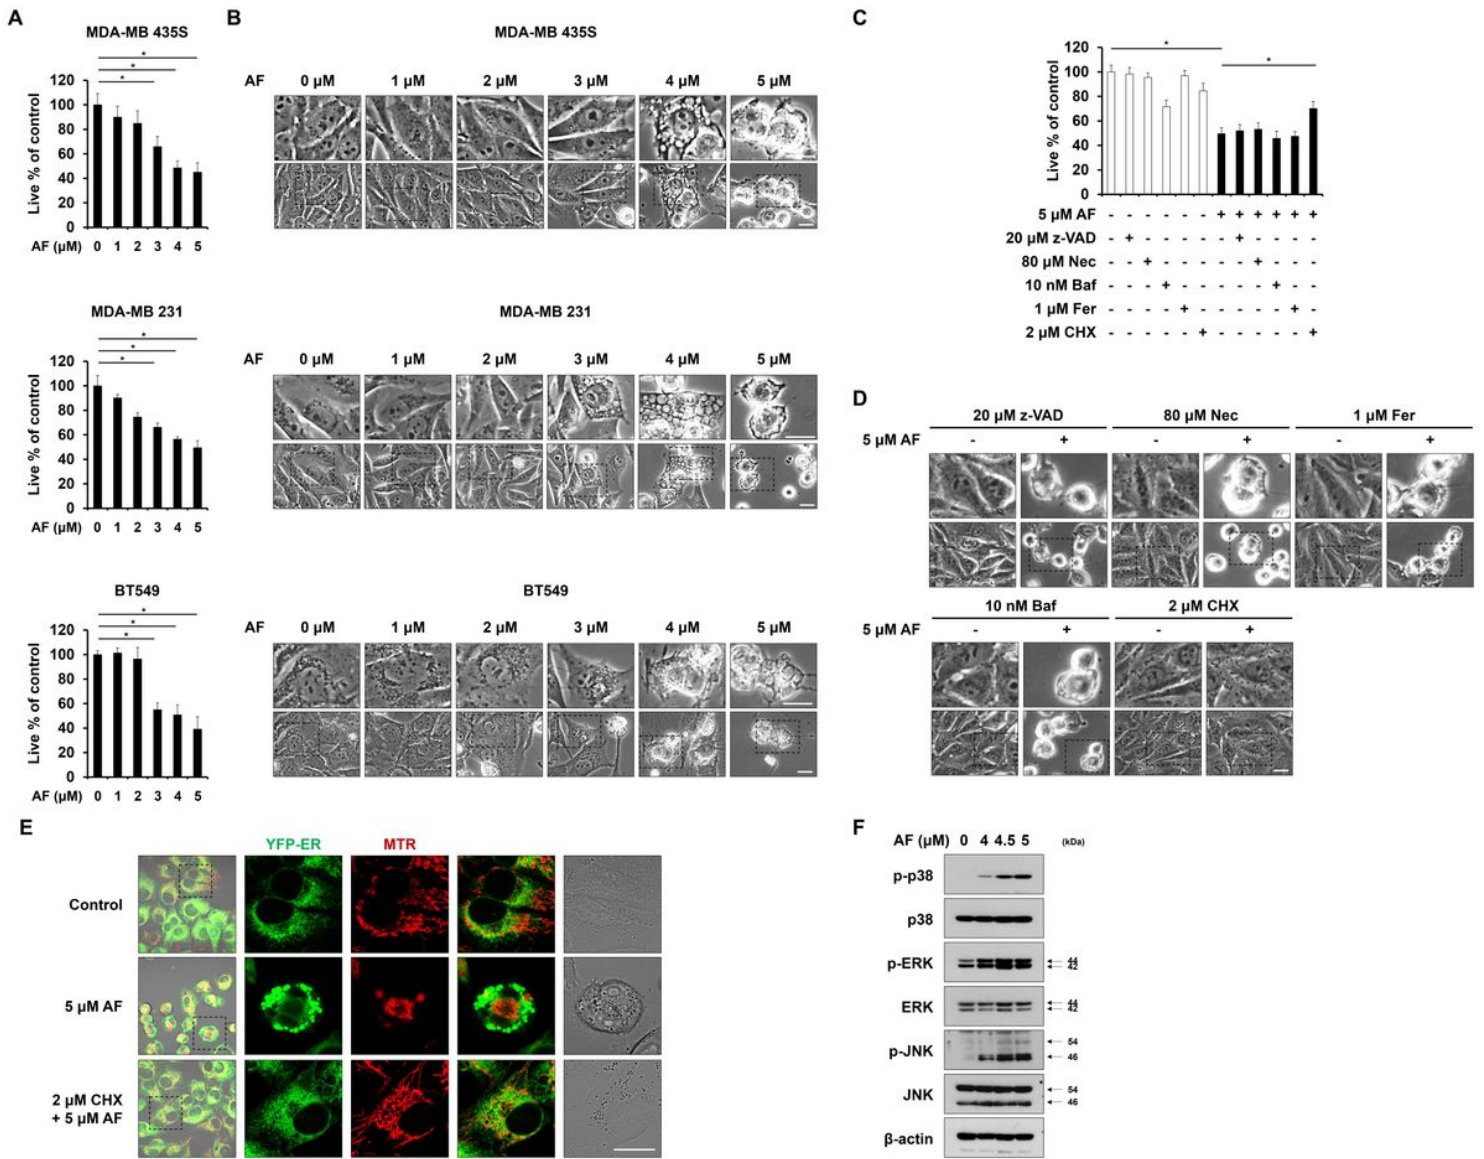 A
MDA-MB 435S
* * *
Live % of control
120
100
80
60
40
20
0
AF (µM) 0 1 2 3 4 5
MDA-MB 231
* * *
Live % of control
120
100
80
60
40
20
0
AF (µM) 0 1 2 3 4 5
BT549
* * *
Live % of control
120
100
80
60
40
20
0
AF (µM) 0 1 2 3 4 5
B
MDA-MB 435S
AF 0 µM 1 µM 2 µM 3 µM 4 µM 5 µM
MDA-MB 231
AF 0 µM 1 µM 2 µM 3 µM 4 µM 5 µM
BT549
AF 0 µM 1 µM 2 µM 3 µM 4 µM 5 µM
C
* *
Live % of control
120
100
80
60
40
20
0
5 µM AF - - - - - - + + + + + +
20 µM z-VAD - + - - - - - + - - - -
80 µM Nec - - + - - - - - + - - -
10 nM Baf - - - + - - - - - + - -
1 µM Fer - - - - + - - - - - + -
2 µM CHX - - - - - + - - - - - +
D
20 µM z-VAD 80 µM Nec 1 µM Fer
5 µM AF - + - + - +
10 nM Baf 2 µM CHX
5 µM AF - + - +
E
YFP-ER MTR
Control
5 µM AF
2 µM CHX
+ 5 µM AF
F
AF (µM) 0 4 4.5 5 (kDa)
p-p38
p38
p-ERK 44
42
ERK 44
42
p-JNK 54
46
JNK 54
46
β-actin